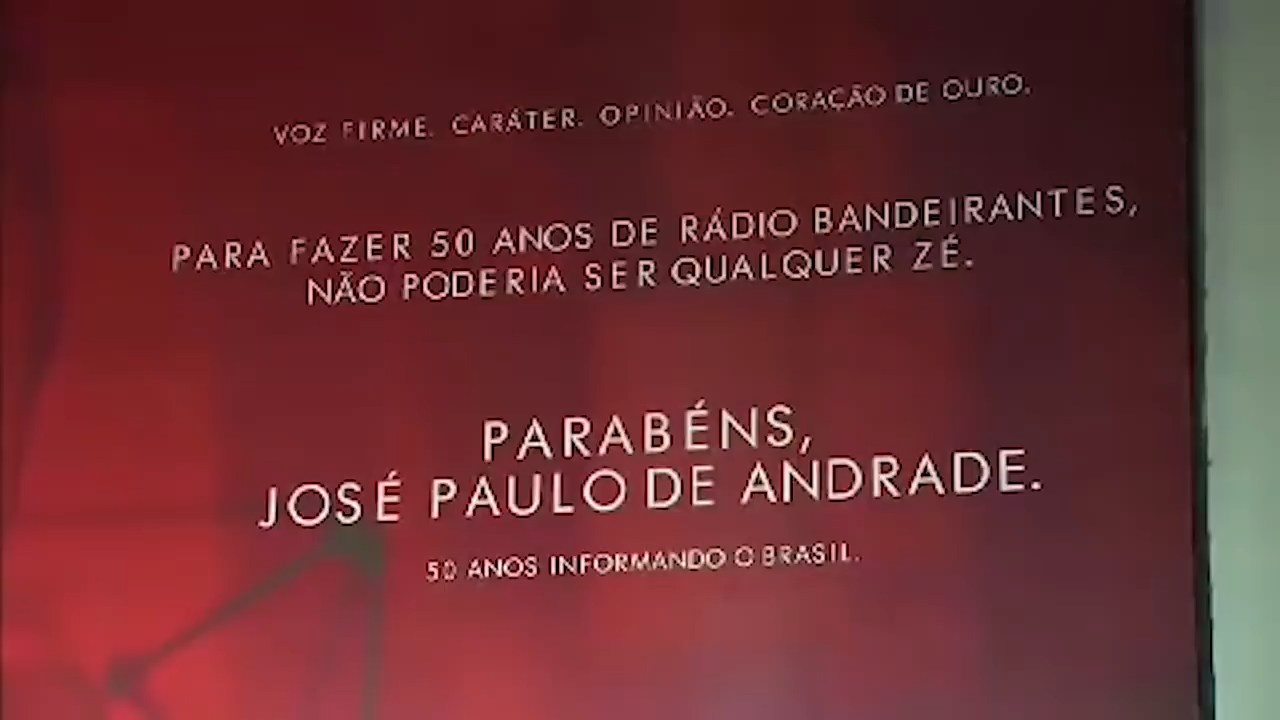 VOZ FIRME. CARÁTER. OPINIÃO. CORAÇÃO DE OURO.
PARA FAZER 50 ANOS DE RÁDIO BANDEIRANTES,
NÃO PODERIA SER QUALQUER ZÉ.
PARABÉNS,
JOSÉ PAULO DE ANDRADE.
50 ANOS INFORMANDO O BRASIL.